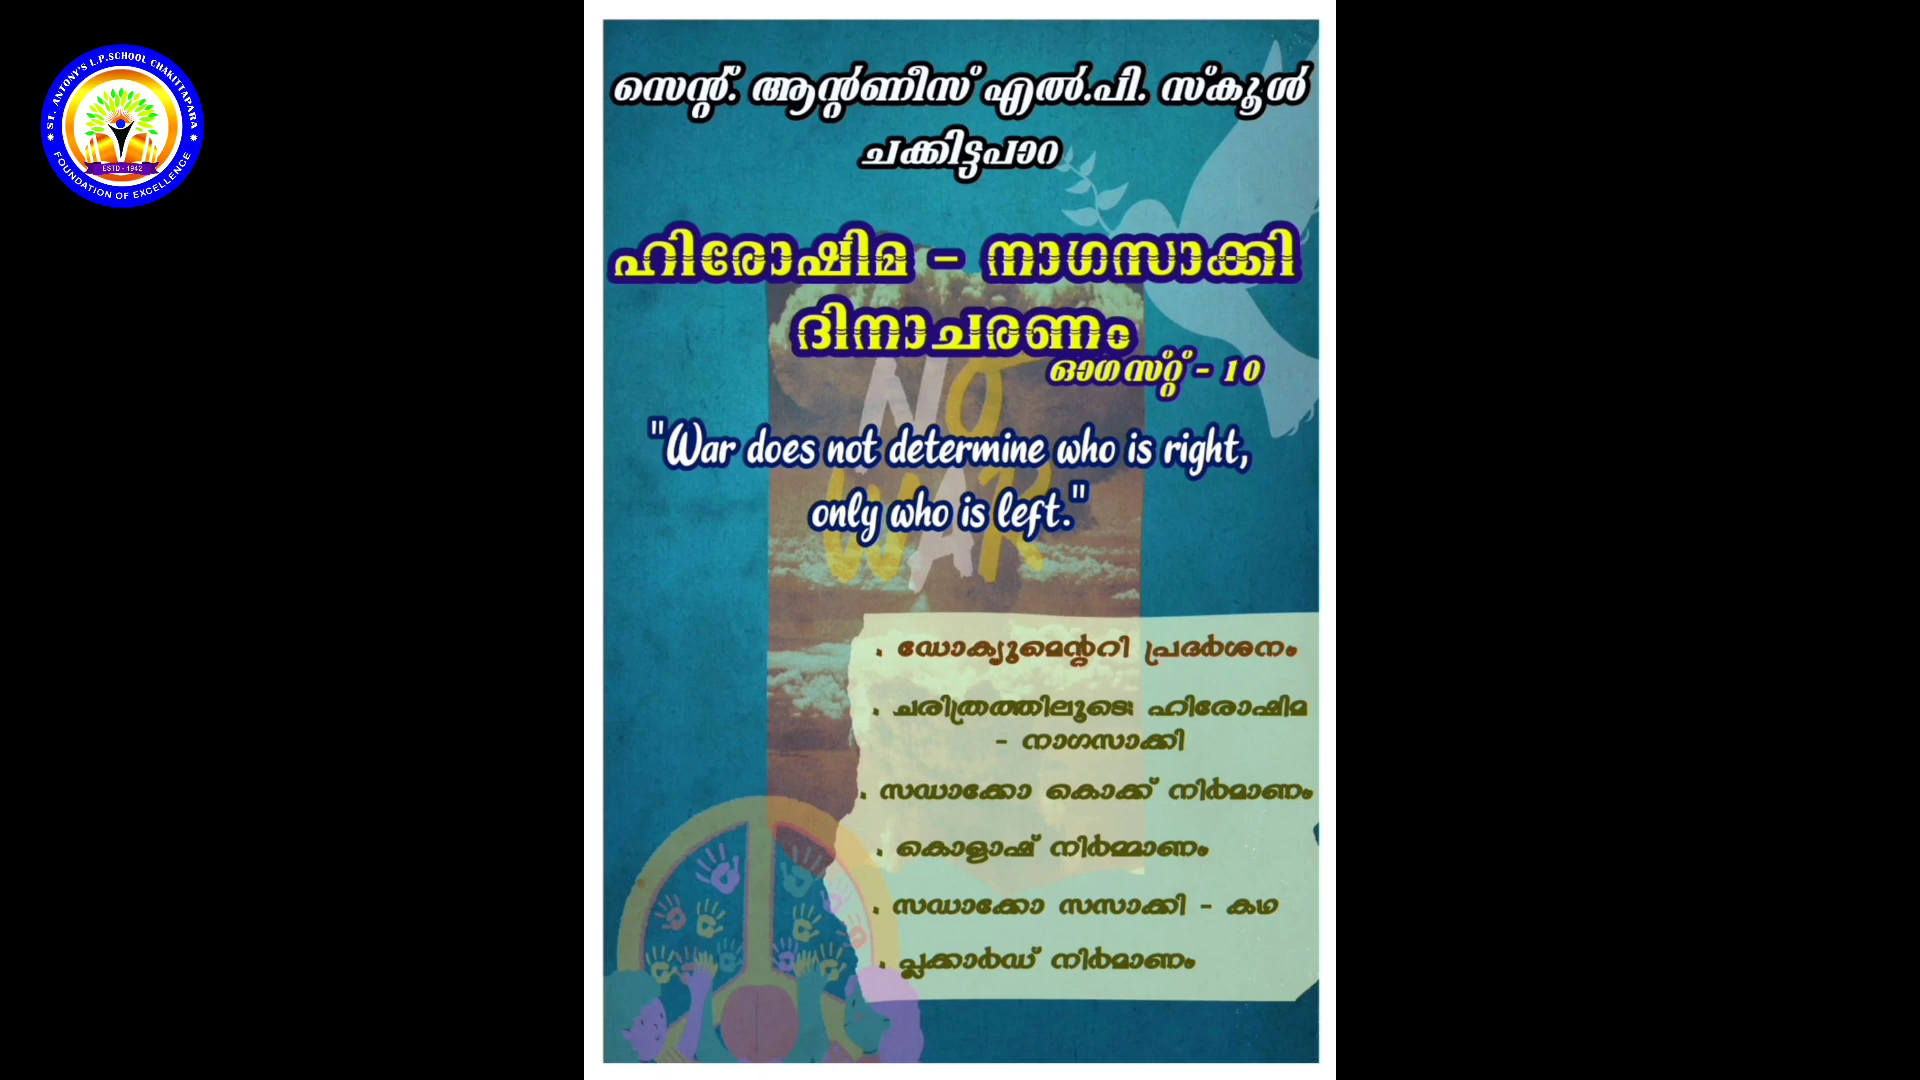 ST. ANTONY'S L.P.SCHOOL CHAKITTAPARA
ESTD - 1942
FOUNDATION OF EXCELLENCE
സെന്റ്. ആന്റണീസ് എൽ.പി. സ്കൂൾ
ചക്കിട്ടപാറ
ഹിരോഷിമ - നാഗസാക്കി
ദിനാചരണം
ഓഗസ്റ്റ് - 10
NO
"War does not determine who is right,
only who is left."
WAR
. ഡോക്യുമെന്ററി പ്രദർശനം
. ചരിത്രത്തിലൂടെ: ഹിരോഷിമ
- നാഗസാക്കി
. സഡാക്കോ കൊക്ക് നിർമാണം
. കൊളാഷ് നിർമ്മാണം
. സഡാക്കോ സസാക്കി - കഥ
. പ്ലക്കാർഡ് നിർമാണം